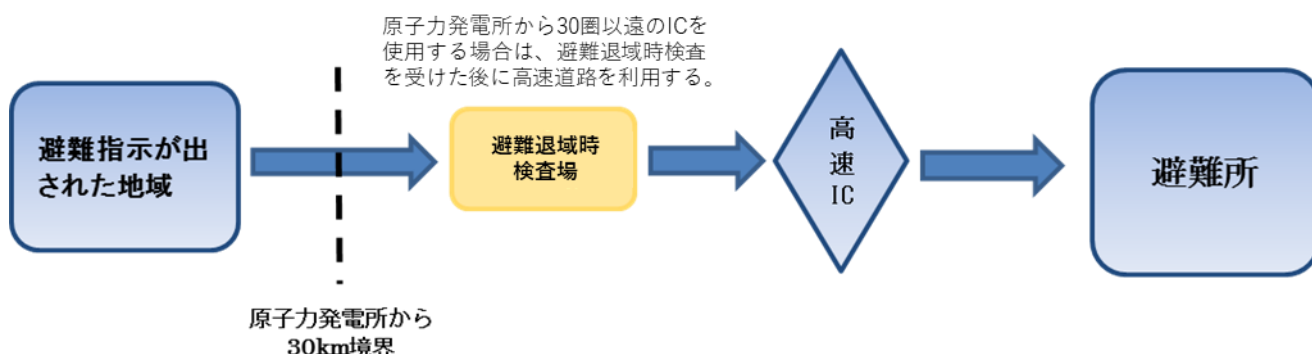 原子力発電所から30圏以遠のICを
使用する場合は、避難退域時検査
を受けた後に高速道路を利用する。
避難指示が出
された地域
避難退域時
検査場
高
速
IC
避難所
原子力発電所から
30km境界